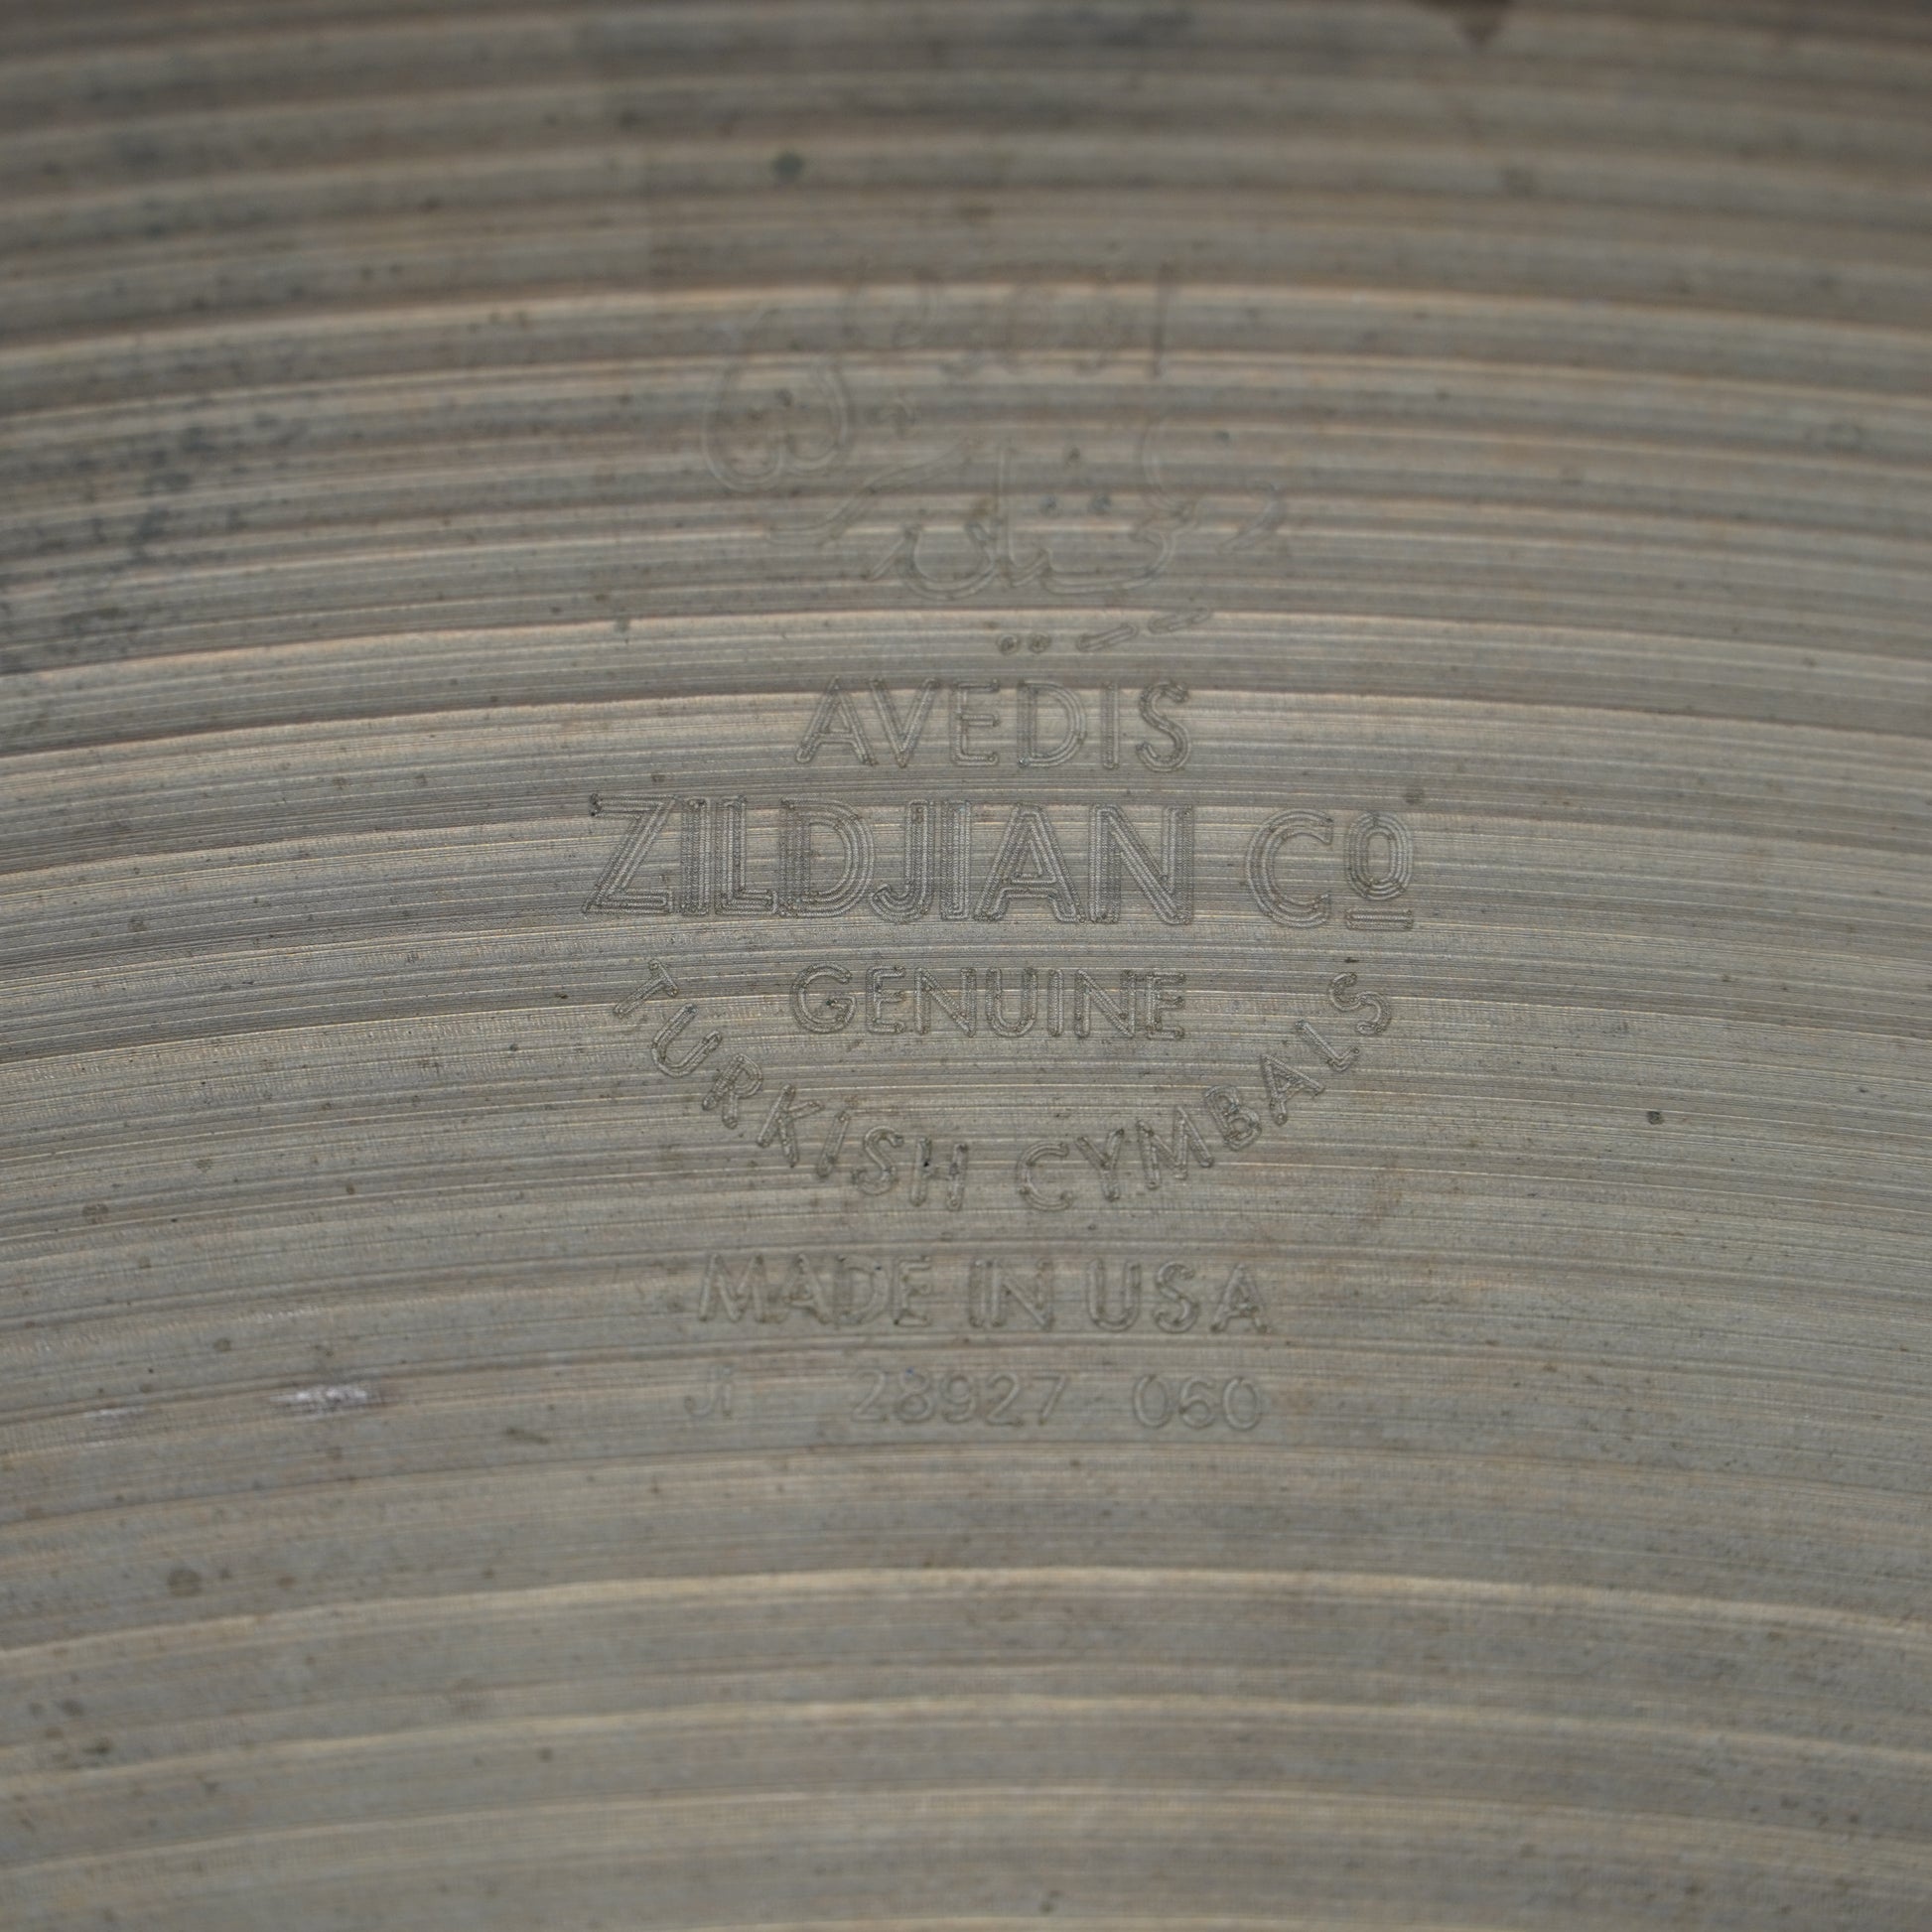 AVEDIS
ZILDJIAN Cº
GENUINE
TURKISH CYMBALS
MADE IN USA
28927 060